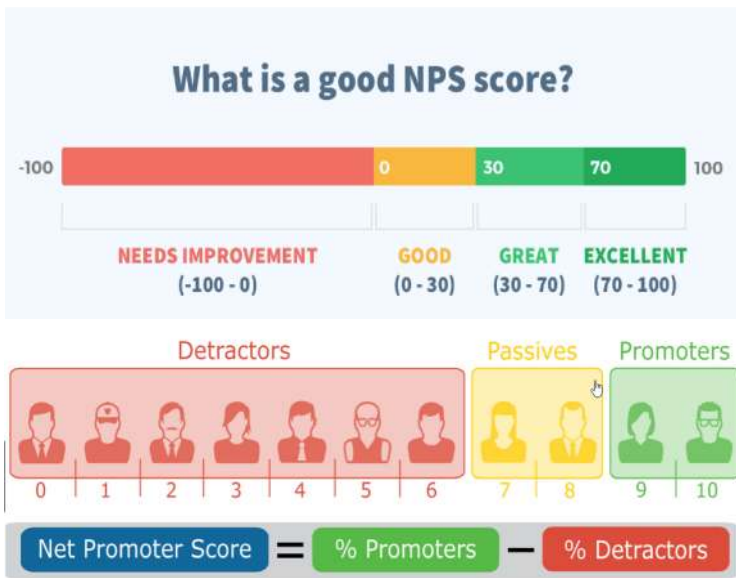 What is a good NPS score?
-100 0 30 70 100
NEEDS IMPROVEMENT GOOD GREAT EXCELLENT
(-100 - 0) (0 - 30) (30 - 70) (70 - 100)
Detractors Passives Promoters
0 1 2 3 4 5 6 7 8 9 10
Net Promoter Score = % Promoters − % Detractors